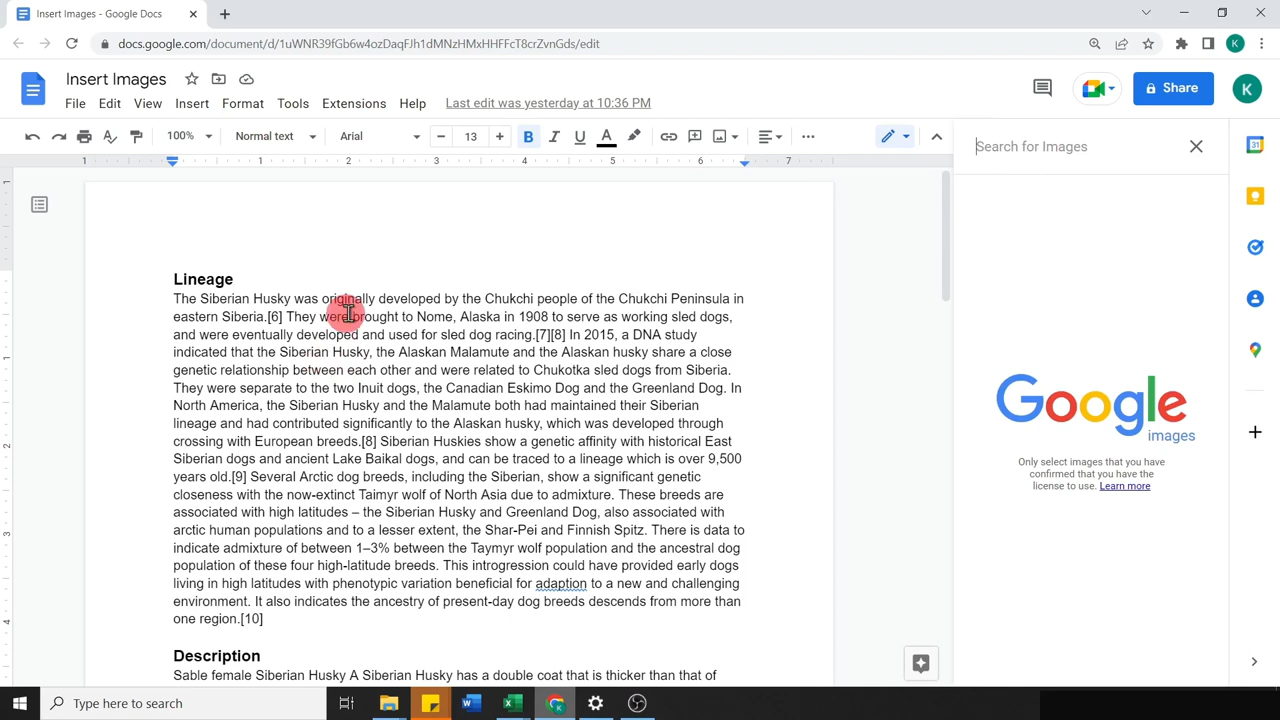 Insert Images - Google Docs
docs.google.com/document/d/1uWNR39fGb6w4ozDaqFJh1dMNzHMxHHFFcT8crZvnGds/edit
K
Insert Images
File Edit View Insert Format Tools Extensions Help Last edit was yesterday at 10:36 PM
Share
K
100% Normal text Arial 13 B I U A
Search for Images
31
1 1 2 3 4 5 6 7
1
1
2
3
4
Lineage
The Siberian Husky was originally developed by the Chukchi people of the Chukchi Peninsula in
eastern Siberia.[6] They were brought to Nome, Alaska in 1908 to serve as working sled dogs,
and were eventually developed and used for sled dog racing.[7][8] In 2015, a DNA study
indicated that the Siberian Husky, the Alaskan Malamute and the Alaskan husky share a close
genetic relationship between each other and were related to Chukotka sled dogs from Siberia.
They were separate to the two Inuit dogs, the Canadian Eskimo Dog and the Greenland Dog. In
North America, the Siberian Husky and the Malamute both had maintained their Siberian
lineage and had contributed significantly to the Alaskan husky, which was developed through
crossing with European breeds.[8] Siberian Huskies show a genetic affinity with historical East
Siberian dogs and ancient Lake Baikal dogs, and can be traced to a lineage which is over 9,500
years old.[9] Several Arctic dog breeds, including the Siberian, show a significant genetic
closeness with the now-extinct Taimyr wolf of North Asia due to admixture. These breeds are
associated with high latitudes – the Siberian Husky and Greenland Dog, also associated with
arctic human populations and to a lesser extent, the Shar-Pei and Finnish Spitz. There is data to
indicate admixture of between 1–3% between the Taymyr wolf population and the ancestral dog
population of these four high-latitude breeds. This introgression could have provided early dogs
living in high latitudes with phenotypic variation beneficial for adaption to a new and challenging
environment. It also indicates the ancestry of present-day dog breeds descends from more than
one region.[10]
Description
Sable female Siberian Husky A Siberian Husky has a double coat that is thicker than that of
Google
images
Only select images that you have
confirmed that you have the
license to use. Learn more
Type here to search